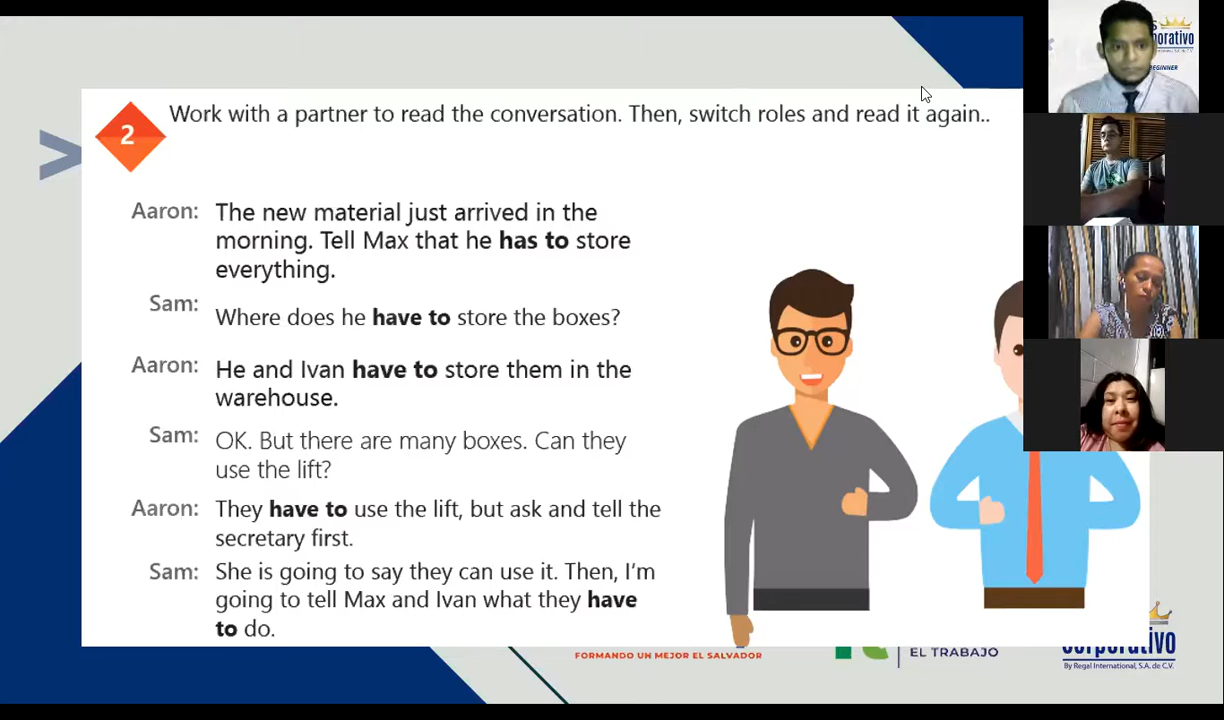 2
Work with a partner to read the conversation. Then, switch roles and read it again..
Aaron: The new material just arrived in the
morning. Tell Max that he has to store
everything.
Sam: Where does he have to store the boxes?
Aaron: He and Ivan have to store them in the
warehouse.
Sam: OK. But there are many boxes. Can they
use the lift?
Aaron: They have to use the lift, but ask and tell the
secretary first.
Sam: She is going to say they can use it. Then, I'm
going to tell Max and Ivan what they have
to do.
FORMANDO UN MEJOR EL SALVADOR
EL TRABAJO
corporativo
By Regal International, S.A. de C.V.